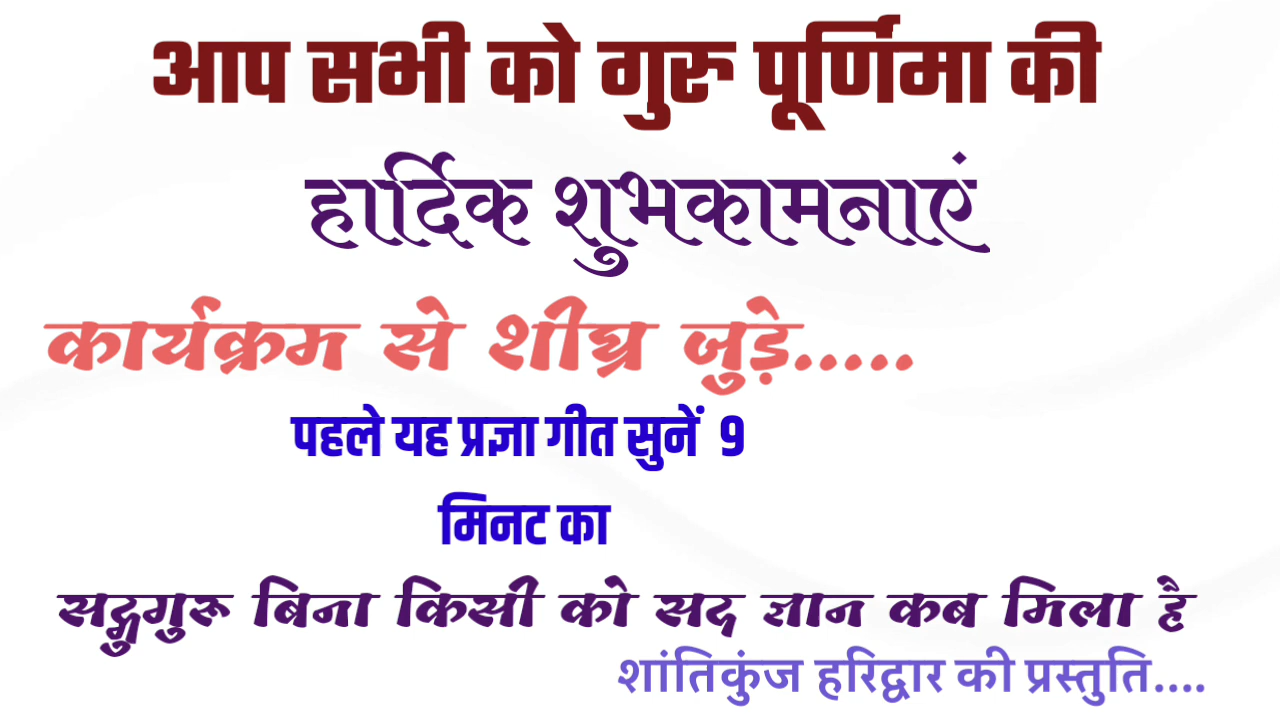 आप सभी को गुरु पूर्णिमा की
हार्दिक शुभकामनाएं
कार्यक्रम से शीघ्र जुड़े.....
पहले यह प्रज्ञा गीत सुनें 9
मिनट का
सद्गुगुरू बिना किसी को सद ज्ञान कब मिला है
शांतिकुंज हरिद्वार की प्रस्तुति....